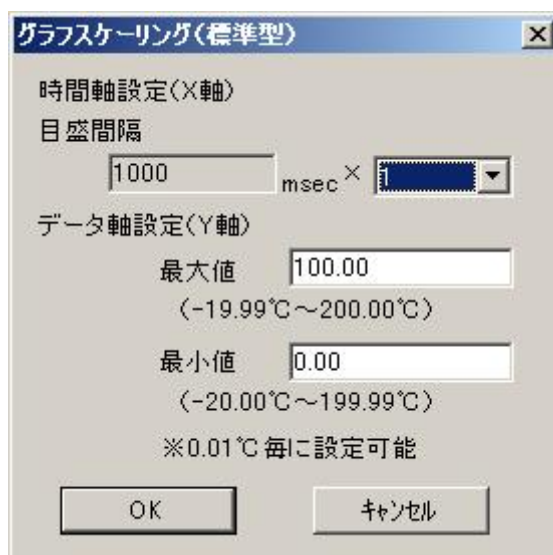 グラフスケーリング(標準型)
時間軸設定(X軸)
目盛間隔
1000 msec × 1
データ軸設定(Y軸)
最大値 100.00
(-19.99℃～200.00℃)
最小値 0.00
(-20.00℃～199.99℃)
※0.01℃毎に設定可能
OK キャンセル